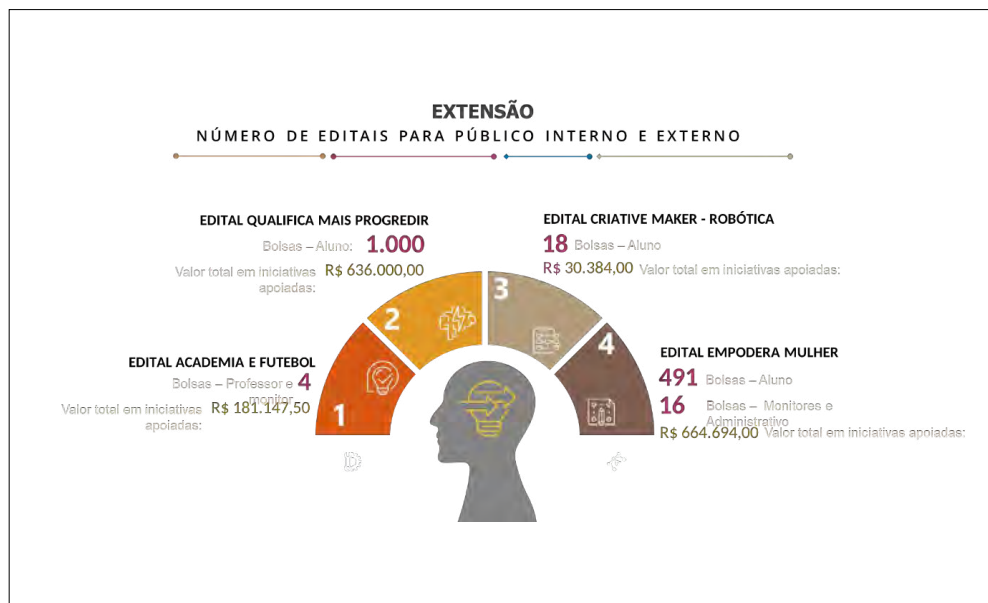 EXTENSÃO
NÚMERO DE EDITAIS PARA PÚBLICO INTERNO E EXTERNO
EDITAL QUALIFICA MAIS PROGREDIR
Bolsas – Aluno: 1.000
Valor total em iniciativas R$ 636.000,00
apoiadas:
EDITAL CRIATIVE MAKER - ROBÓTICA
18 Bolsas – Aluno
R$ 30.384,00 Valor total em iniciativas apoiadas:
2
3
EDITAL ACADEMIA E FUTEBOL
Bolsas – Professor e 4
monitor
Valor total em iniciativas R$ 181.147,50
apoiadas:
1
4
EDITAL EMPODERA MULHER
491 Bolsas – Aluno
16 Bolsas – Monitores e
Administrativo
R$ 664.694,00 Valor total em iniciativas apoiadas: